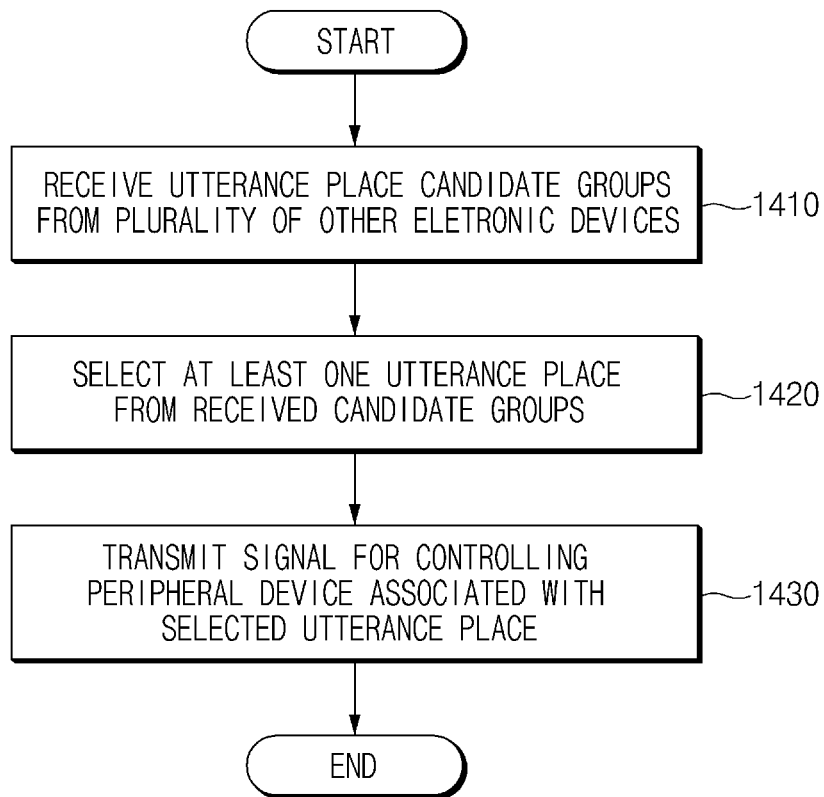 START
RECEIVE UTTERANCE PLACE CANDIDATE GROUPS
FROM PLURALITY OF OTHER ELETRONIC DEVICES
1410
SELECT AT LEAST ONE UTTERANCE PLACE
FROM RECEIVED CANDIDATE GROUPS
1420
TRANSMIT SIGNAL FOR CONTROLLING
PERIPHERAL DEVICE ASSOCIATED WITH
SELECTED UTTERANCE PLACE
1430
END